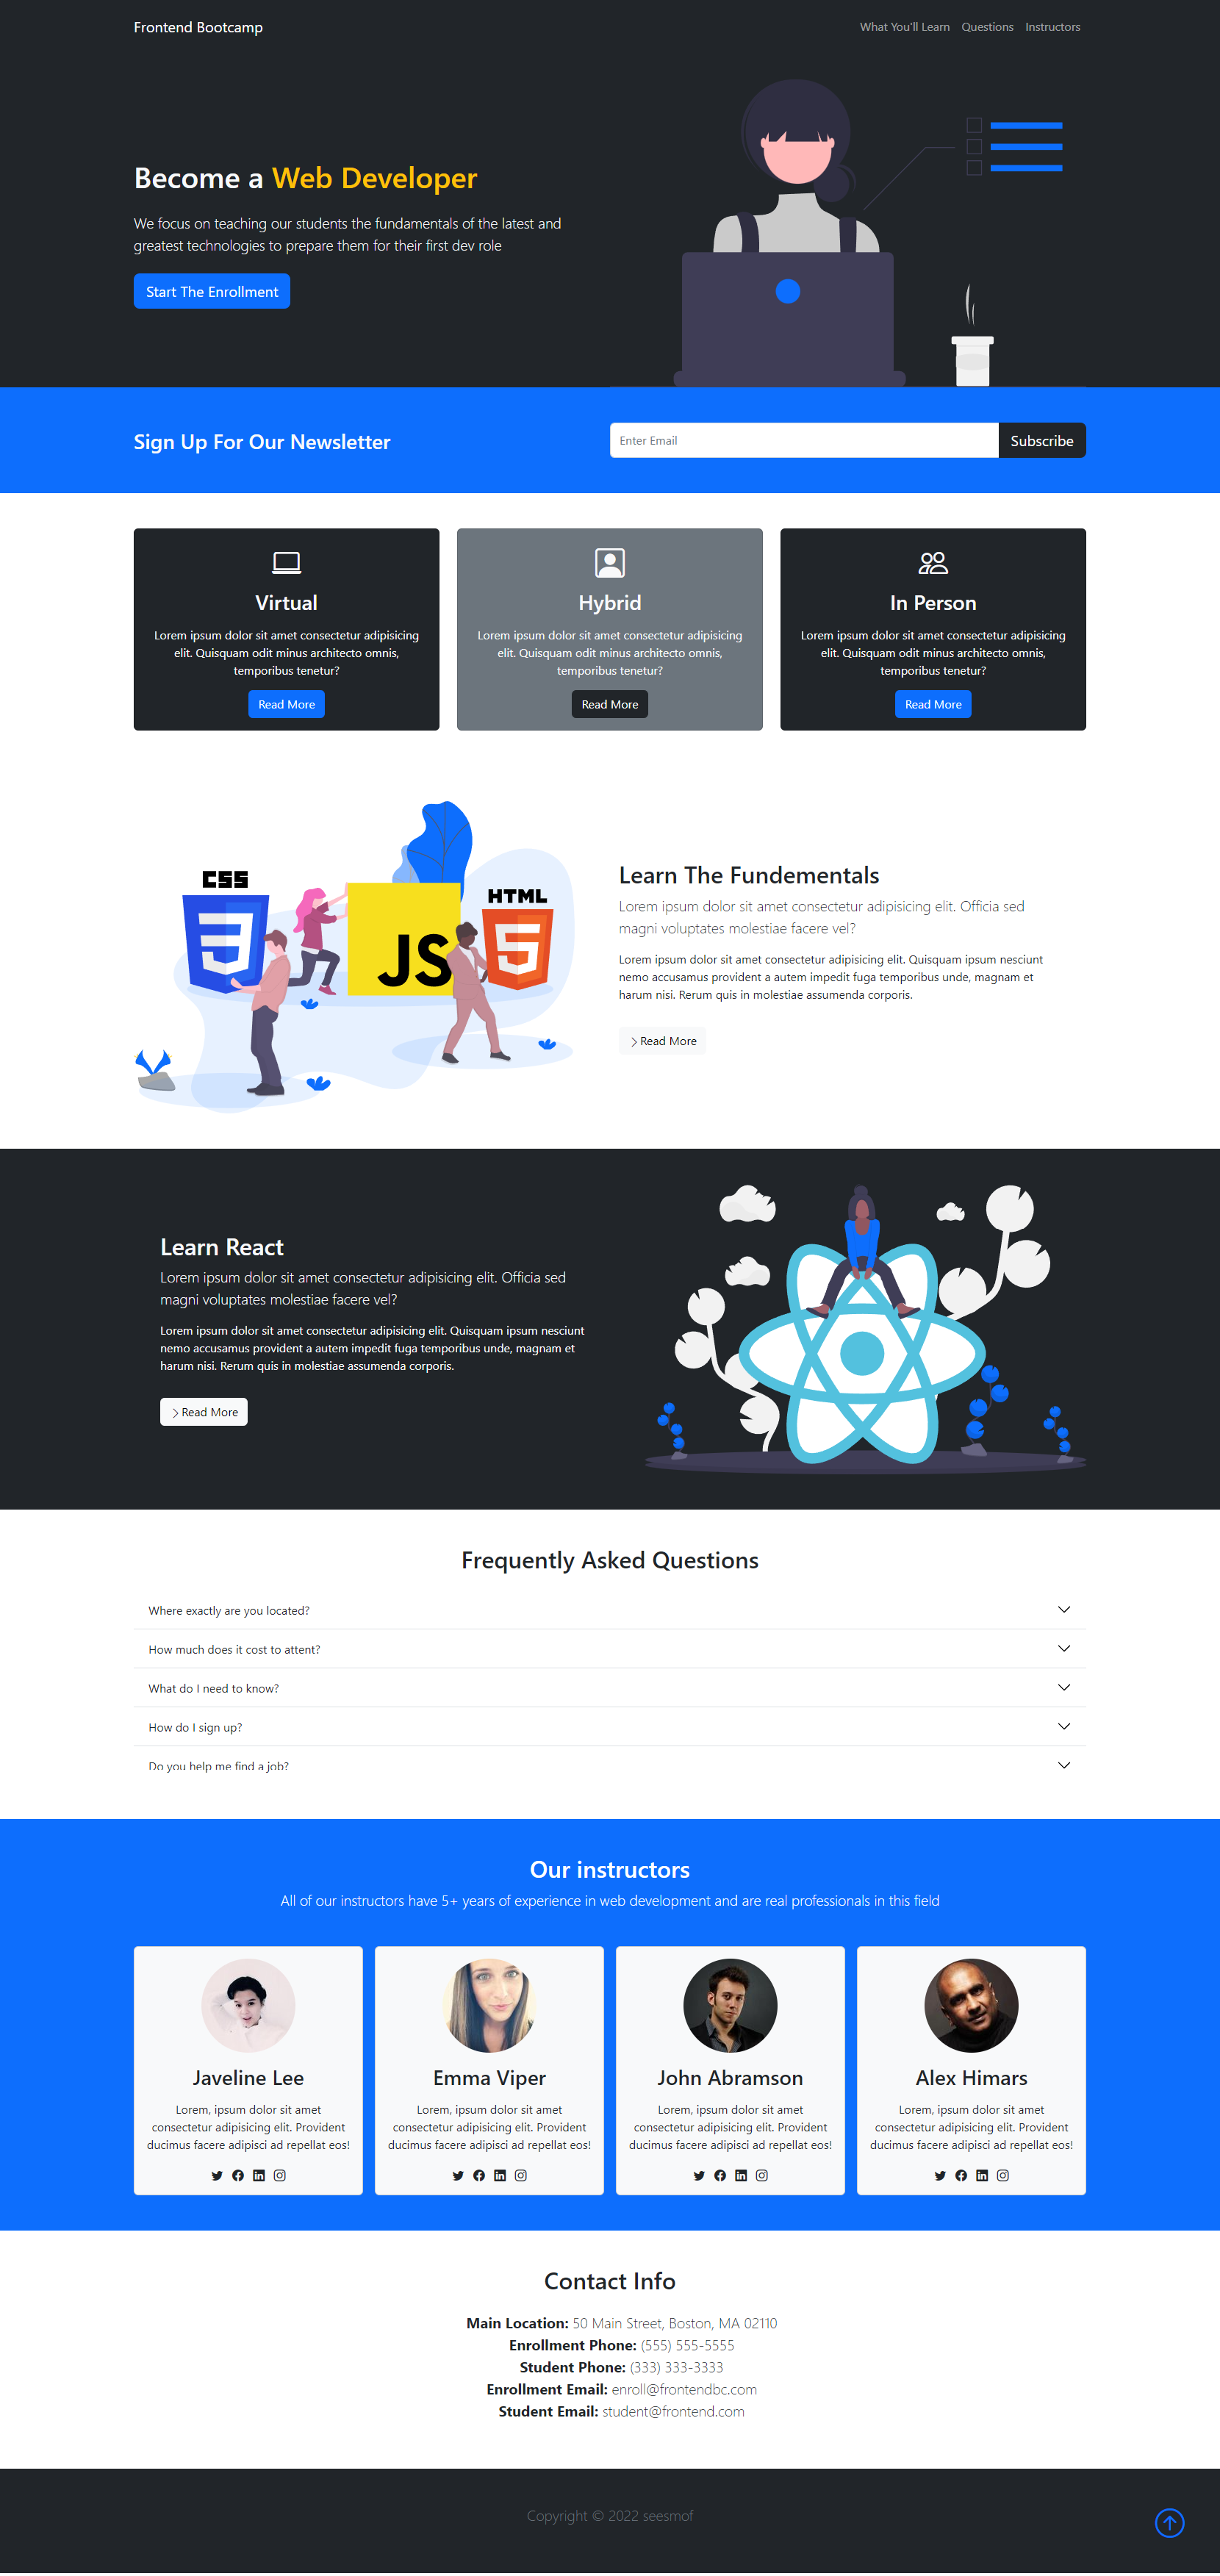 Frontend Bootcamp
What You'll Learn
Questions
Instructors
Become a Web Developer
We focus on teaching our students the fundamentals of the latest and
greatest technologies to prepare them for their first dev role
Start The Enrollment
Sign Up For Our Newsletter
Enter Email
Subscribe
Virtual
Lorem ipsum dolor sit amet consectetur adipisicing
elit. Quisquam odit minus architecto omnis,
temporibus tenetur?
Read More
Hybrid
Lorem ipsum dolor sit amet consectetur adipisicing
elit. Quisquam odit minus architecto omnis,
temporibus tenetur?
Read More
In Person
Lorem ipsum dolor sit amet consectetur adipisicing
elit. Quisquam odit minus architecto omnis,
temporibus tenetur?
Read More
CSS
3
JS
HTML
5
Learn The Fundementals
Lorem ipsum dolor sit amet consectetur adipisicing elit. Officia sed
magni voluptates molestiae facere vel?
Lorem ipsum dolor sit amet consectetur adipisicing elit. Quisquam ipsum nesciunt
nemo accusamus provident a autem impedit fuga temporibus unde, magnam et
harum nisi. Rerum quis in molestiae assumenda corporis.
Read More
Learn React
Lorem ipsum dolor sit amet consectetur adipisicing elit. Officia sed
magni voluptates molestiae facere vel?
Lorem ipsum dolor sit amet consectetur adipisicing elit. Quisquam ipsum nesciunt
nemo accusamus provident a autem impedit fuga temporibus unde, magnam et
harum nisi. Rerum quis in molestiae assumenda corporis.
Read More
Frequently Asked Questions
Where exactly are you located?
How much does it cost to attent?
What do I need to know?
How do I sign up?
Do you help me find a job?
Our instructors
All of our instructors have 5+ years of experience in web development and are real professionals in this field
Javeline Lee
Lorem, ipsum dolor sit amet
consectetur adipisicing elit. Provident
ducimus facere adipisci ad repellat eos!
Emma Viper
Lorem, ipsum dolor sit amet
consectetur adipisicing elit. Provident
ducimus facere adipisci ad repellat eos!
John Abramson
Lorem, ipsum dolor sit amet
consectetur adipisicing elit. Provident
ducimus facere adipisci ad repellat eos!
Alex Himars
Lorem, ipsum dolor sit amet
consectetur adipisicing elit. Provident
ducimus facere adipisci ad repellat eos!
Contact Info
Main Location: 50 Main Street, Boston, MA 02110
Enrollment Phone: (555) 555-5555
Student Phone: (333) 333-3333
Enrollment Email: enroll@frontendbc.com
Student Email: student@frontend.com
Copyright © 2022 seesmof